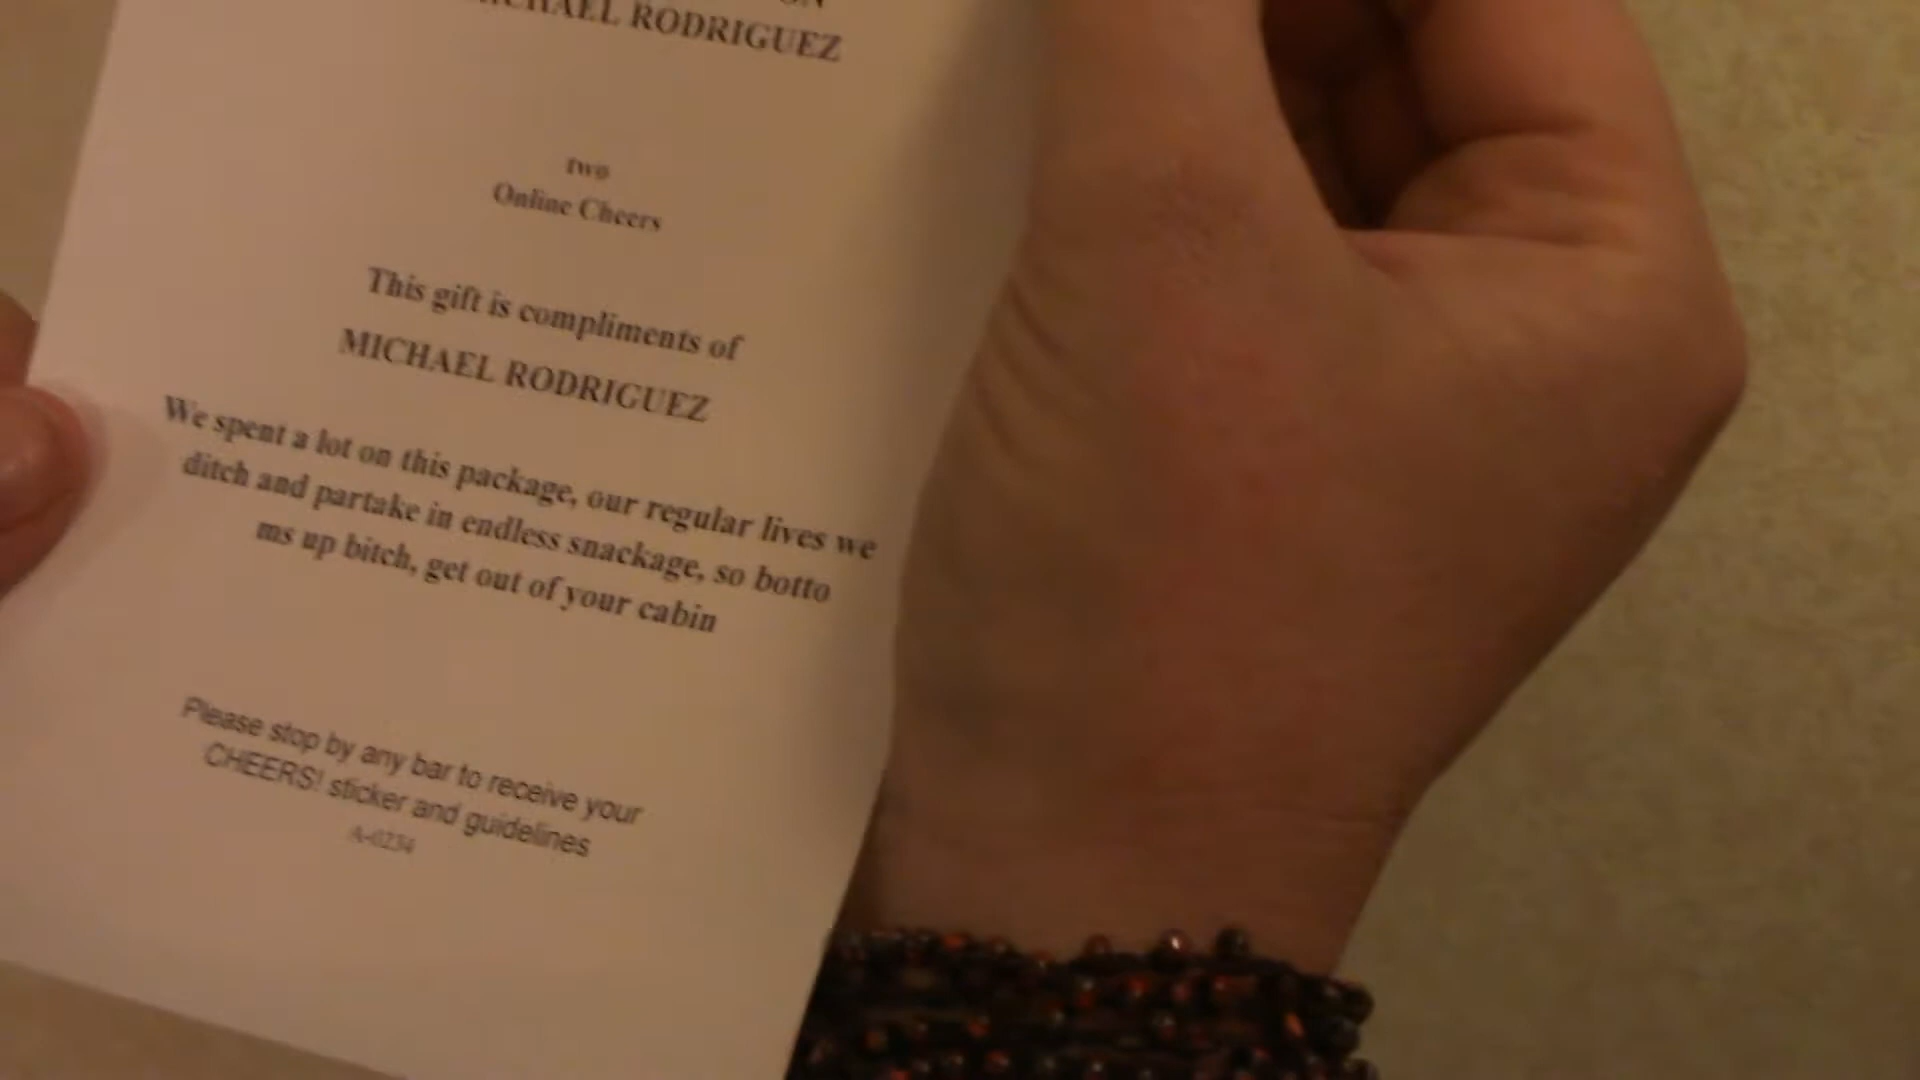 MICHAEL RODRIGUEZ
two
Online Cheers
This gift is compliments of
MICHAEL RODRIGUEZ
We spent a lot on this package, our regular lives we
ditch and partake in endless snackage, so botto
ms up bitch, get out of your cabin
Please stop by any bar to receive your
CHEERS! sticker and guidelines
A-0234